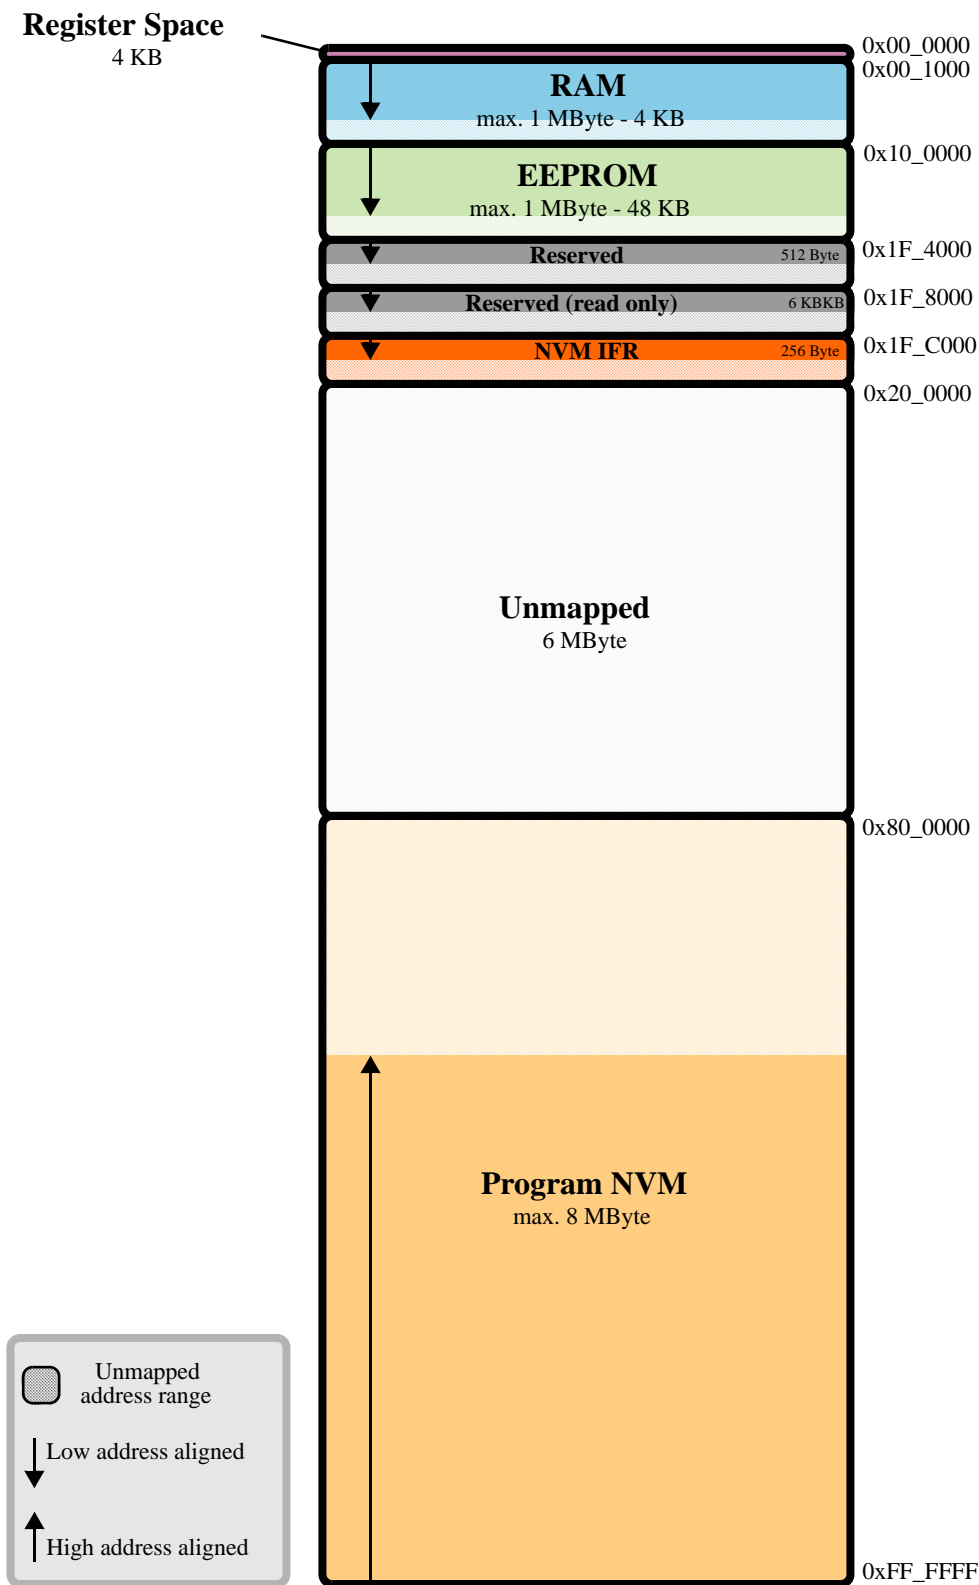 Register Space
4 KB
0x00_0000
0x00_1000
RAM
max. 1 MByte - 4 KB
0x10_0000
EEPROM
max. 1 MByte - 48 KB
0x1F_4000
Reserved
512 Byte
0x1F_8000
Reserved (read only)
6 KBKB
0x1F_C000
NVM IFR
256 Byte
0x20_0000
Unmapped
6 MByte
0x80_0000
Program NVM
max. 8 MByte
0xFF_FFFF
Unmapped
address range
Low address aligned
High address aligned